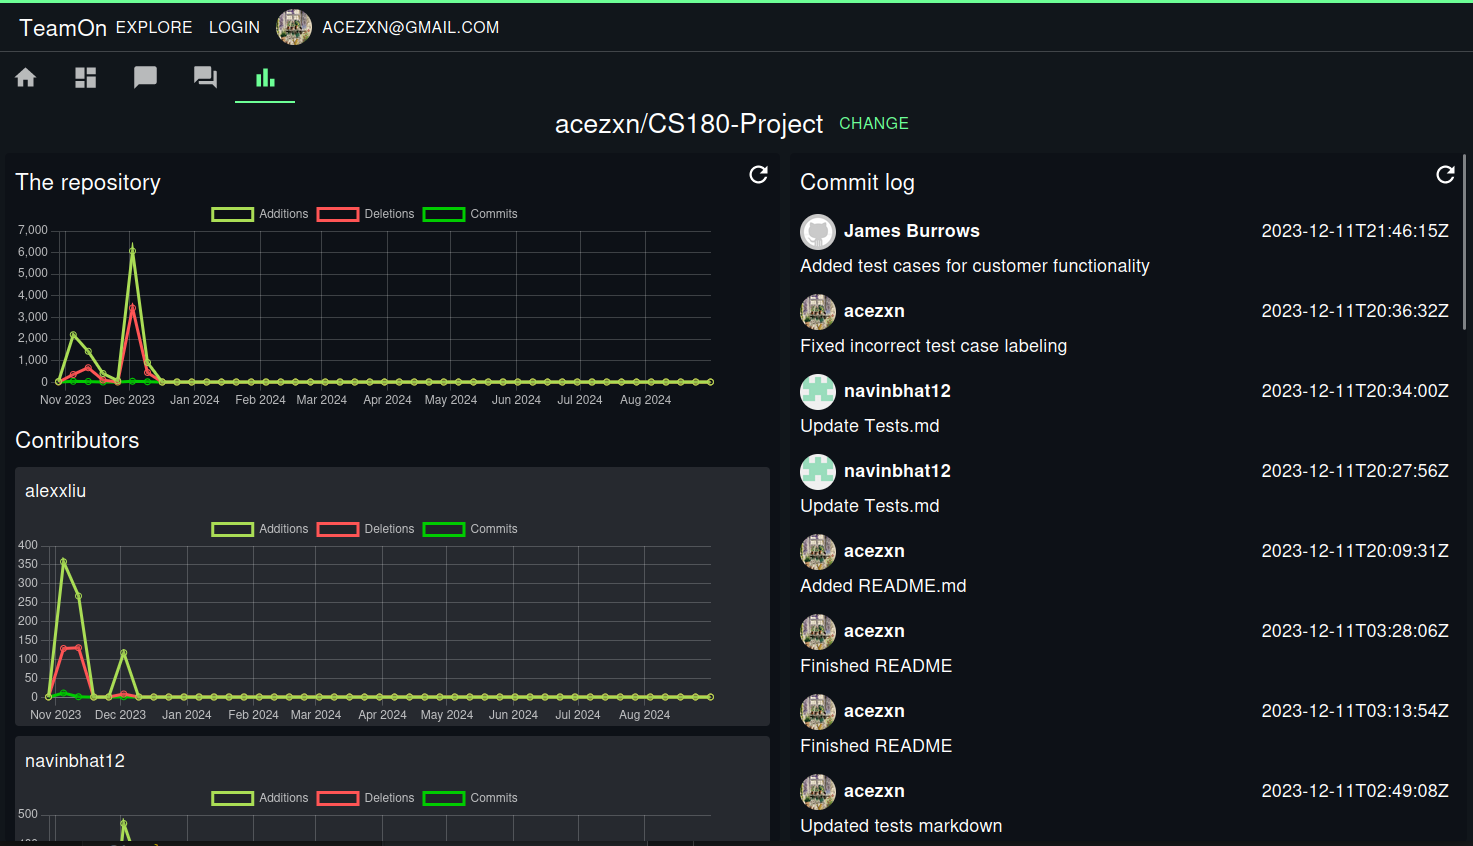 TeamOn EXPLORE LOGIN ACEZXN@GMAIL.COM
acezxn/CS180-Project CHANGE
The repository
Additions Deletions Commits
7,000
6,000
5,000
4,000
3,000
2,000
1,000
0
Nov 2023 Dec 2023 Jan 2024 Feb 2024 Mar 2024 Apr 2024 May 2024 Jun 2024 Jul 2024 Aug 2024
Contributors
alexxliu
Additions Deletions Commits
400
350
300
250
200
150
100
50
0
Nov 2023 Dec 2023 Jan 2024 Feb 2024 Mar 2024 Apr 2024 May 2024 Jun 2024 Jul 2024 Aug 2024
navinbhat12
Additions Deletions Commits
500
Commit log
James Burrows 2023-12-11T21:46:15Z
Added test cases for customer functionality
acezxn 2023-12-11T20:36:32Z
Fixed incorrect test case labeling
navinbhat12 2023-12-11T20:34:00Z
Update Tests.md
navinbhat12 2023-12-11T20:27:56Z
Update Tests.md
acezxn 2023-12-11T20:09:31Z
Added README.md
acezxn 2023-12-11T03:28:06Z
Finished README
acezxn 2023-12-11T03:13:54Z
Finished README
acezxn 2023-12-11T02:49:08Z
Updated tests markdown